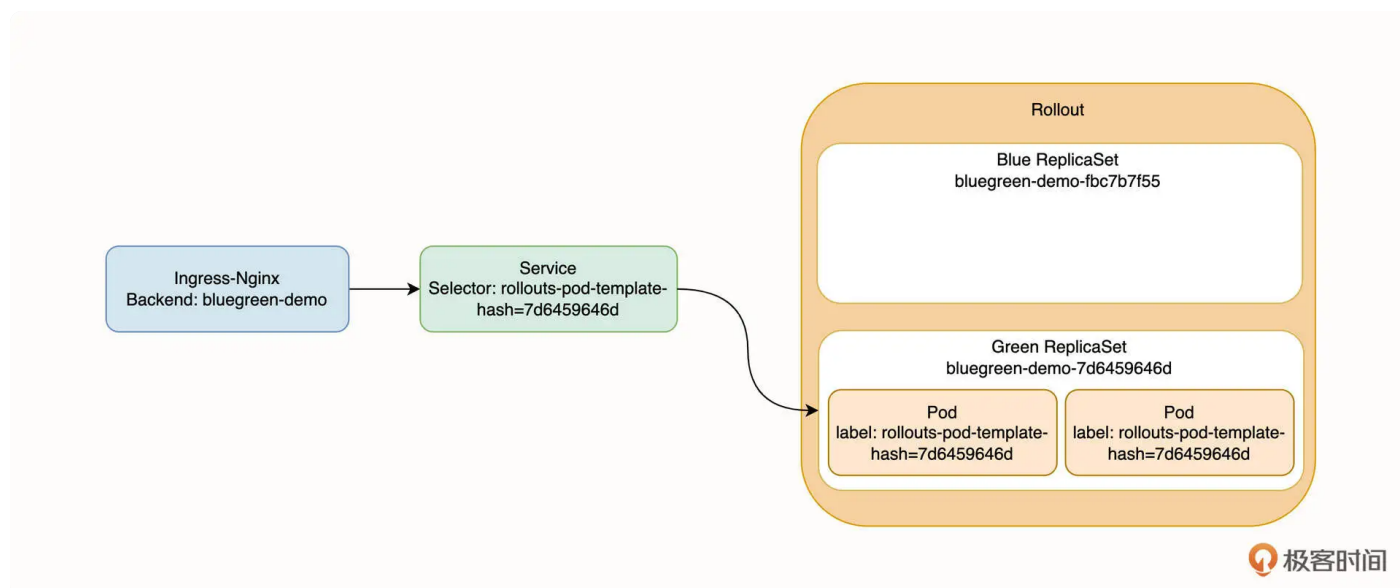 Rollout
Blue ReplicaSet
bluegreen-demo-fbc7b7f55
Ingress-Nginx
Backend: bluegreen-demo
Service
Selector: rollouts-pod-template-
hash=7d6459646d
Green ReplicaSet
bluegreen-demo-7d6459646d
Pod
label: rollouts-pod-template-
hash=7d6459646d
Pod
label: rollouts-pod-template-
hash=7d6459646d
极客时间